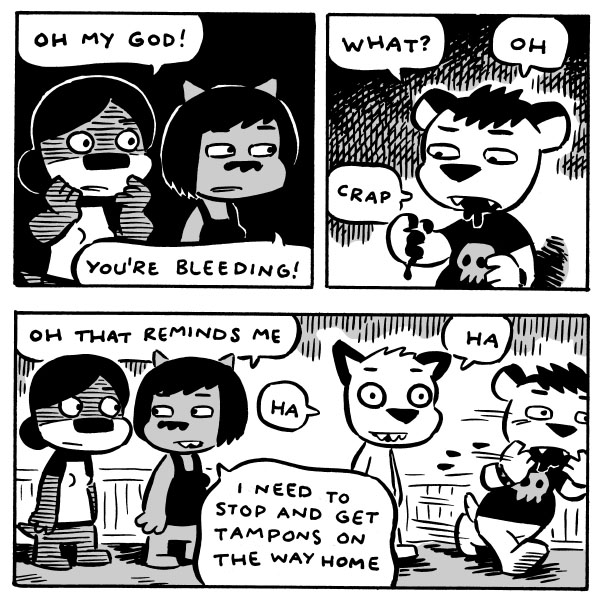 OH MY GOD!
YOU'RE BLEEDING!
WHAT?
OH
CRAP
OH THAT REMINDS ME
HA
HA
I NEED TO
STOP AND GET
TAMPONS ON
THE WAY HOME